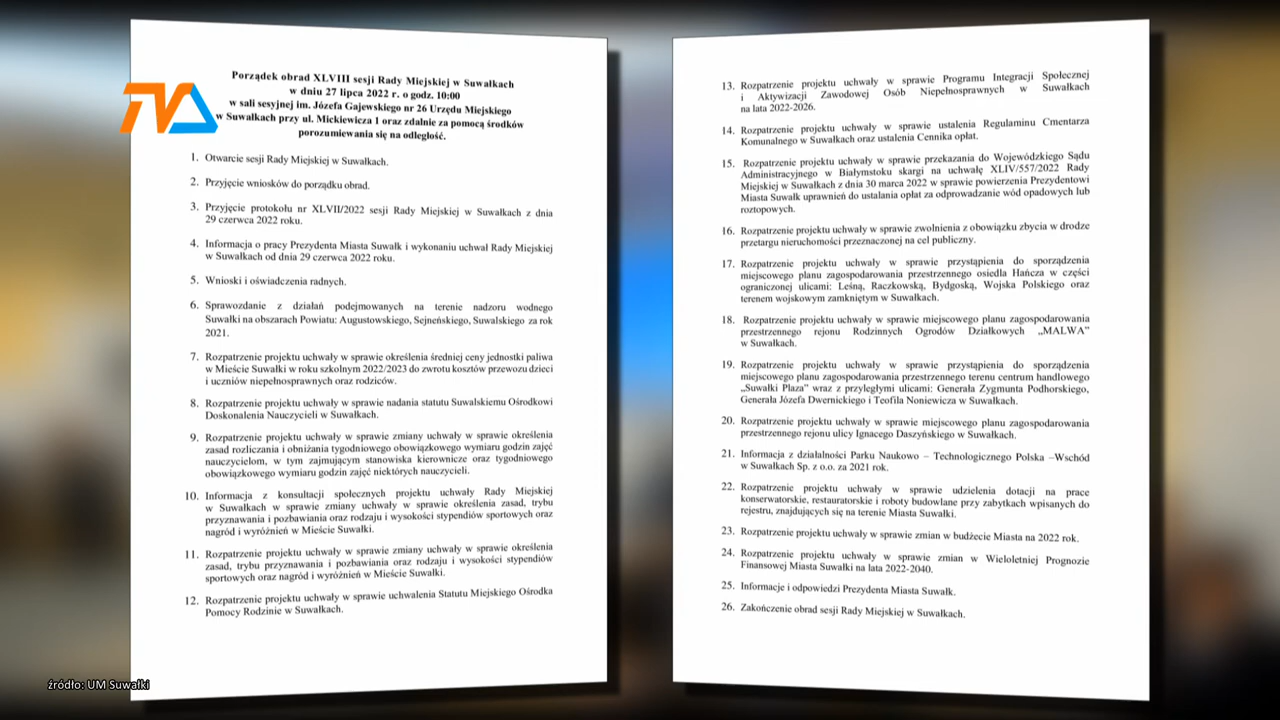 Porządek obrad XLVIII sesji Rady Miejskiej w Suwałkach
w dniu 27 lipca 2022 r. o godz. 10:00
w sali sesyjnej im. Józefa Gajewskiego nr 26 Urzędu Miejskiego
w Suwałkach przy ul. Mickiewicza 1 oraz zdalnie za pomocą środków
porozumiewania się na odległość.
TVA
1. Otwarcie sesji Rady Miejskiej w Suwałkach.
2. Przyjęcie wniosków do porządku obrad.
3. Przyjęcie protokołu nr XLVII/2022 sesji Rady Miejskiej w Suwałkach z dnia
29 czerwca 2022 roku.
4. Informacja o pracy Prezydenta Miasta Suwałk i wykonaniu uchwał Rady Miejskiej
w Suwałkach od dnia 29 czerwca 2022 roku.
5. Wnioski i oświadczenia radnych.
6. Sprawozdanie z działań podejmowanych na terenie nadzoru wodnego
Suwałki na obszarach Powiatu: Augustowskiego, Sejneńskiego, Suwalskiego za rok
2021.
7. Rozpatrzenie projektu uchwały w sprawie określenia średniej ceny jednostki paliwa
w Mieście Suwałki w roku szkolnym 2022/2023 do zwrotu kosztów przewozu dzieci
i uczniów niepełnosprawnych oraz rodziców.
8. Rozpatrzenie projektu uchwały w sprawie nadania statutu Suwalskiemu Ośrodkowi
Doskonalenia Nauczycieli w Suwałkach.
9. Rozpatrzenie projektu uchwały w sprawie zmiany uchwały w sprawie określenia
zasad rozliczania i obniżania tygodniowego obowiązkowego wymiaru godzin zajęć
nauczycielom, w tym zajmującym stanowiska kierownicze oraz tygodniowego
obowiązkowego wymiaru godzin zajęć niektórych nauczycieli.
10. Informacja z konsultacji społecznych projektu uchwały Rady Miejskiej
w Suwałkach w sprawie zmiany uchwały w sprawie określenia zasad, trybu
przyznawania i pozbawiania oraz rodzaju i wysokości stypendiów sportowych oraz
nagród i wyróżnień w Mieście Suwałki.
11. Rozpatrzenie projektu uchwały w sprawie zmiany uchwały w sprawie określenia
zasad, trybu przyznawania i pozbawiania oraz rodzaju i wysokości stypendiów
sportowych oraz nagród i wyróżnień w Mieście Suwałki.
12. Rozpatrzenie projektu uchwały w sprawie uchwalenia Statutu Miejskiego Ośrodka
Pomocy Rodzinie w Suwałkach.
13. Rozpatrzenie projektu uchwały w sprawie Programu Integracji Społecznej
i Aktywizacji Zawodowej Osób Niepełnosprawnych w Suwałkach
na lata 2022-2026.
14. Rozpatrzenie projektu uchwały w sprawie ustalenia Regulaminu Cmentarza
Komunalnego w Suwałkach oraz ustalenia Cennika opłat.
15. Rozpatrzenie projektu uchwały w sprawie przekazania do Wojewódzkiego Sądu
Administracyjnego w Białymstoku skargi na uchwałę XLIV/557/2022 Rady
Miejskiej w Suwałkach z dnia 30 marca 2022 w sprawie powierzenia Prezydentowi
Miasta Suwałk uprawnień do ustalania opłat za odprowadzanie wód opadowych lub
roztopowych.
16. Rozpatrzenie projektu uchwały w sprawie zwolnienia z obowiązku zbycia w drodze
przetargu nieruchomości przeznaczonej na cel publiczny.
17. Rozpatrzenie projektu uchwały w sprawie przystąpienia do sporządzenia
miejscowego planu zagospodarowania przestrzennego osiedla Hańcza w części
ograniczonej ulicami: Leśną, Raczkowską, Bydgoską, Wojska Polskiego oraz
terenem wojskowym zamkniętym w Suwałkach.
18. Rozpatrzenie projektu uchwały w sprawie miejscowego planu zagospodarowania
przestrzennego rejonu Rodzinnych Ogrodów Działkowych „MALWA”
w Suwałkach.
19. Rozpatrzenie projektu uchwały w sprawie przystąpienia do sporządzenia
miejscowego planu zagospodarowania przestrzennego terenu centrum handlowego
„Suwałki Plaza” wraz z przyległymi ulicami: Generała Zygmunta Podhorskiego,
Generała Józefa Dwernickiego i Teofila Noniewicza w Suwałkach.
20. Rozpatrzenie projektu uchwały w sprawie miejscowego planu zagospodarowania
przestrzennego rejonu ulicy Ignacego Daszyńskiego w Suwałkach.
21. Informacja z działalności Parku Naukowo – Technologicznego Polska –Wschód
w Suwałkach Sp. z o.o. za 2021 rok.
22. Rozpatrzenie projektu uchwały w sprawie udzielenia dotacji na prace
konserwatorskie, restauratorskie i roboty budowlane przy zabytkach wpisanych do
rejestru, znajdujących się na terenie Miasta Suwałki.
23. Rozpatrzenie projektu uchwały w sprawie zmian w budżecie Miasta na 2022 rok.
24. Rozpatrzenie projektu uchwały w sprawie zmian w Wieloletniej Prognozie
Finansowej Miasta Suwałki na lata 2022-2040.
25. Informacje i odpowiedzi Prezydenta Miasta Suwałk.
26. Zakończenie obrad sesji Rady Miejskiej w Suwałkach.
źródło: UM Suwałki